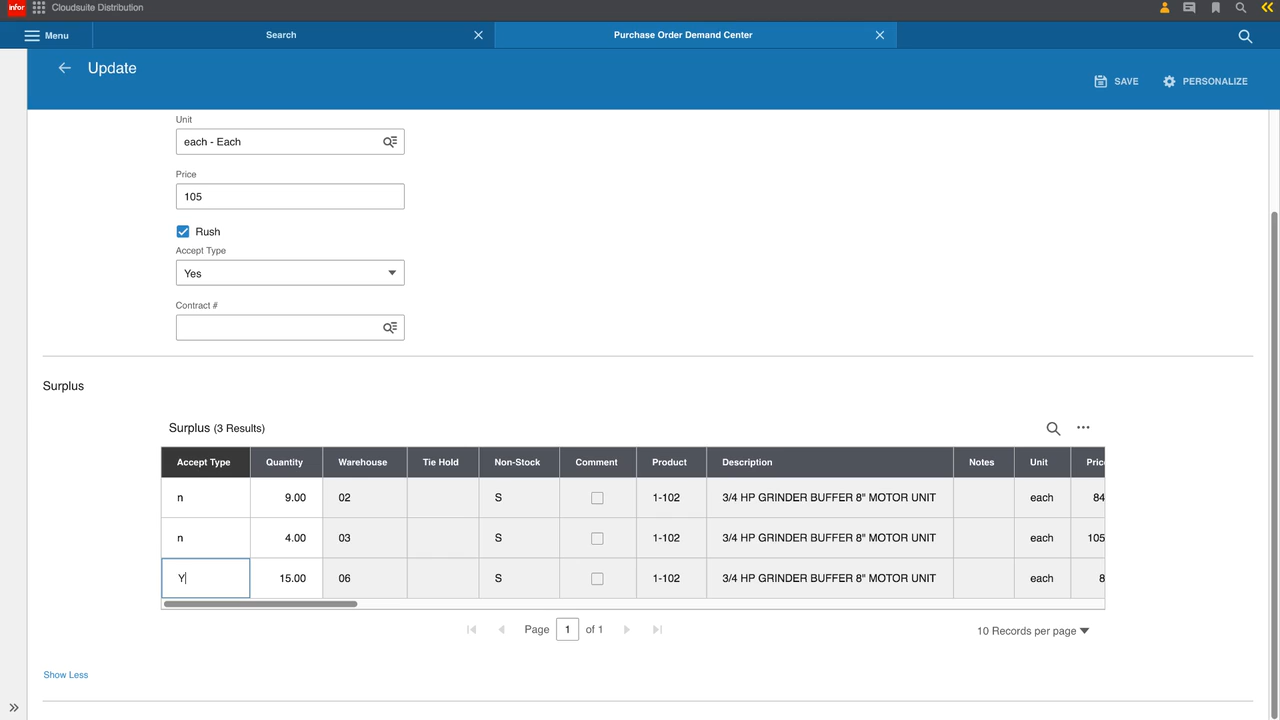 infor Cloudsuite Distribution
Menu Search Purchase Order Demand Center
Update
SAVE PERSONALIZE
Unit
each - Each
Price
105
Rush
Accept Type
Yes
Contract #
Surplus
Surplus (3 Results)
Accept Type Quantity Warehouse Tie Hold Non-Stock Comment Product Description Notes Unit Pric
n 9.00 02 S 1-102 3/4 HP GRINDER BUFFER 8" MOTOR UNIT each 84
n 4.00 03 S 1-102 3/4 HP GRINDER BUFFER 8" MOTOR UNIT each 105
Y 15.00 06 S 1-102 3/4 HP GRINDER BUFFER 8" MOTOR UNIT each 8
Page 1 of 1 10 Records per page
Show Less